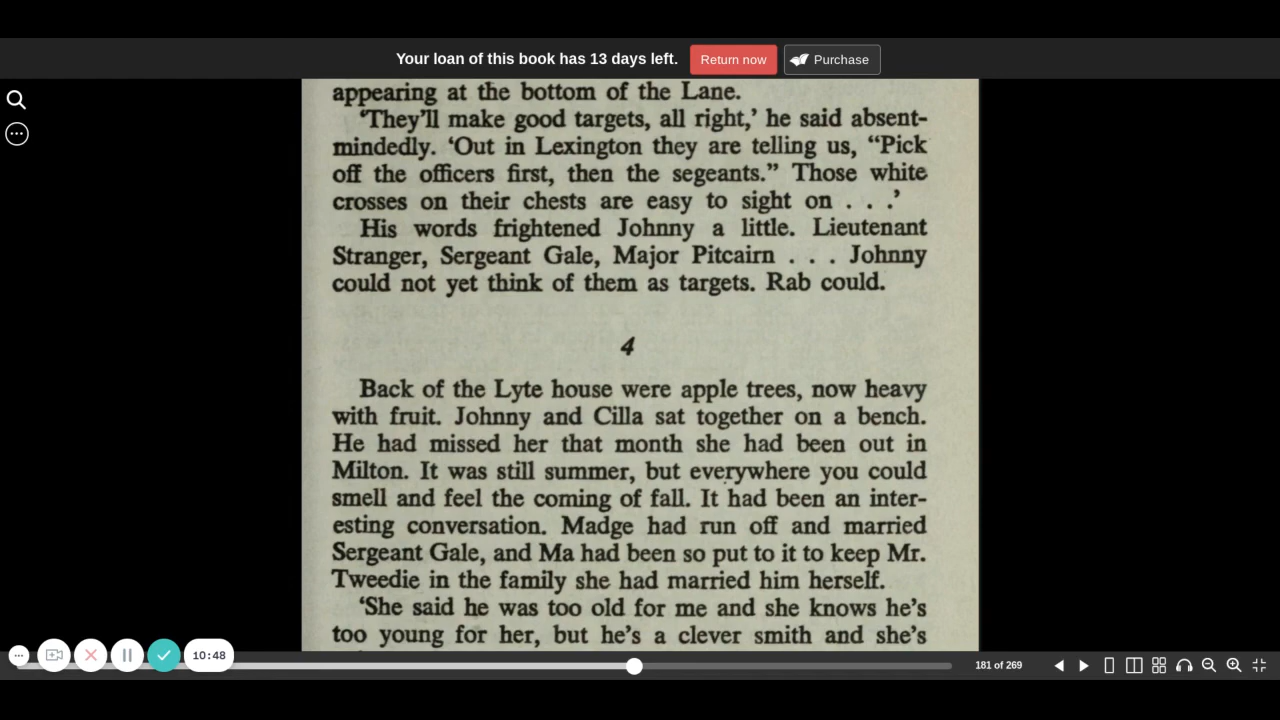 Your loan of this book has 13 days left.
Return now
Purchase
appearing at the bottom of the Lane.
‘They’ll make good targets, all right,’ he said absent-
mindedly. ‘Out in Lexington they are telling us, “Pick
off the officers first, then the segeants.” Those white
crosses on their chests are easy to sight on . . .’
His words frightened Johnny a little. Lieutenant
Stranger, Sergeant Gale, Major Pitcairn . . . Johnny
could not yet think of them as targets. Rab could.
4
Back of the Lyte house were apple trees, now heavy
with fruit. Johnny and Cilla sat together on a bench.
He had missed her that month she had been out in
Milton. It was still summer, but everywhere you could
smell and feel the coming of fall. It had been an inter-
esting conversation. Madge had run off and married
Sergeant Gale, and Ma had been so put to it to keep Mr.
Tweedie in the family she had married him herself.
‘She said he was too old for me and she knows he’s
too young for her, but he’s a clever smith and she’s
10:48
181 of 269